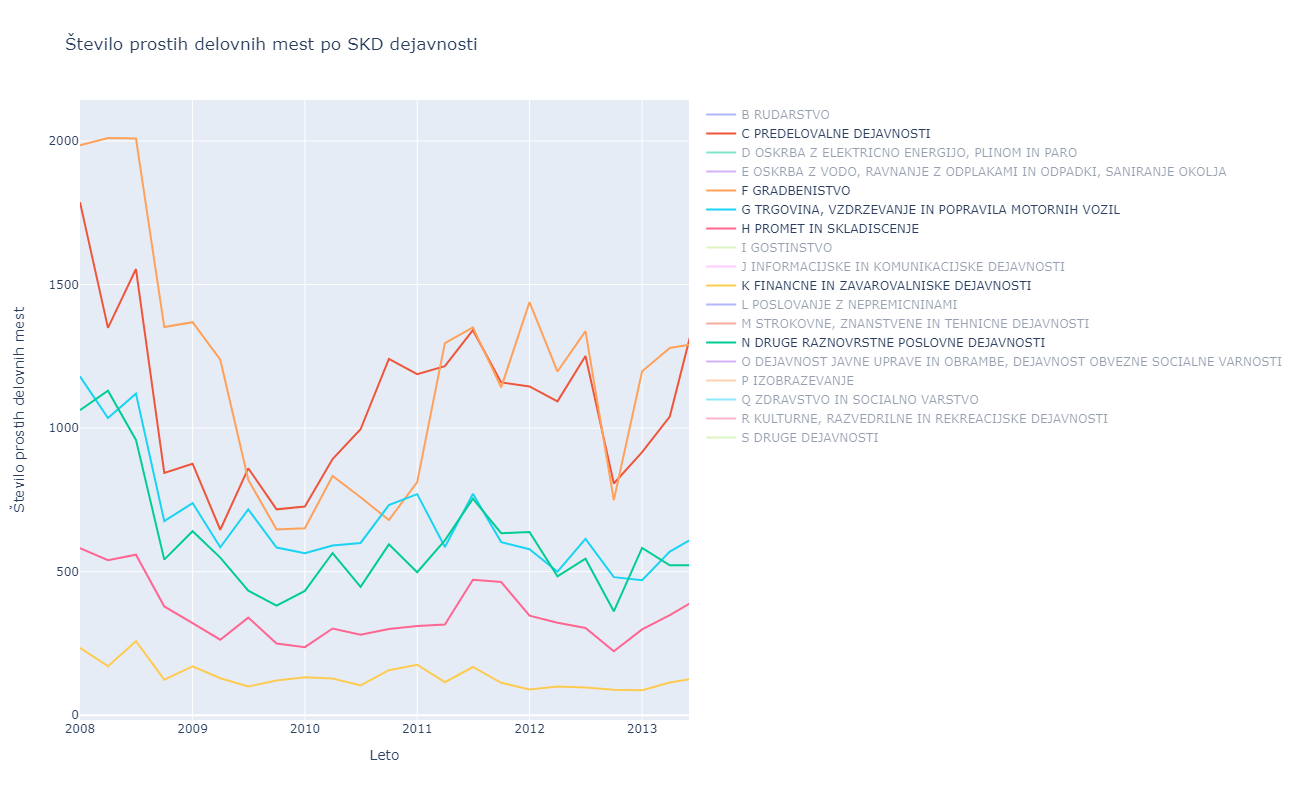 Število prostih delovnih mest po SKD dejavnosti
B RUDARSTVO
C PREDELOVALNE DEJAVNOSTI
D OSKRBA Z ELEKTRICNO ENERGIJO, PLINOM IN PARO
E OSKRBA Z VODO, RAVNANJE Z ODPLAKAMI IN ODPADKI, SANIRANJE OKOLJA
F GRADBENISTVO
G TRGOVINA, VZDRZEVANJE IN POPRAVILA MOTORNIH VOZIL
H PROMET IN SKLADISCENJE
I GOSTINSTVO
J INFORMACIJSKE IN KOMUNIKACIJSKE DEJAVNOSTI
K FINANCNE IN ZAVAROVALNISKE DEJAVNOSTI
L POSLOVANJE Z NEPREMICNINAMI
M STROKOVNE, ZNANSTVENE IN TEHNICNE DEJAVNOSTI
N DRUGE RAZNOVRSTNE POSLOVNE DEJAVNOSTI
O DEJAVNOST JAVNE UPRAVE IN OBRAMBE, DEJAVNOST OBVEZNE SOCIALNE VARNOSTI
P IZOBRAZEVANJE
Q ZDRAVSTVO IN SOCIALNO VARSTVO
R KULTURNE, RAZVEDRILNE IN REKREACIJSKE DEJAVNOSTI
S DRUGE DEJAVNOSTI
Število prostih delovnih mest
2000
1500
1000
500
0
2008
2009
2010
2011
2012
2013
Leto